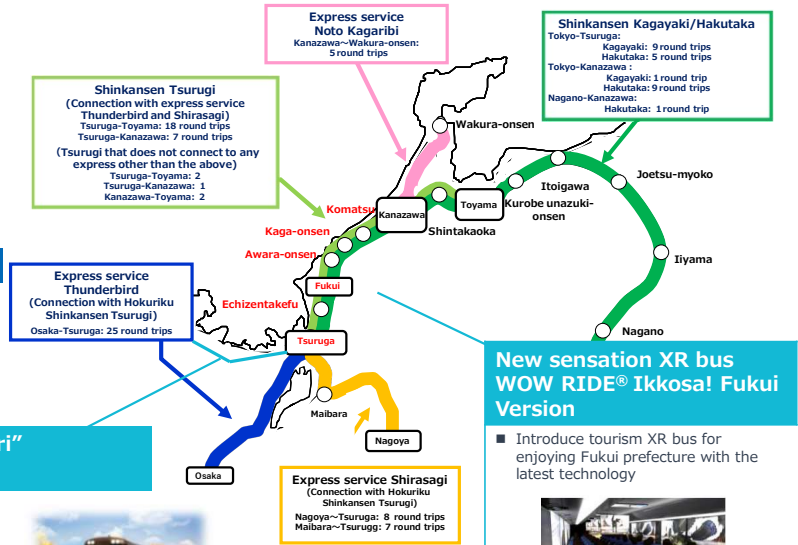 Express service
Noto Kagaribi
Kanazawa～Wakura-onsen:
5 round trips
Shinkansen Kagayaki/Hakutaka
Tokyo-Tsuruga:
Kagayaki: 9 round trips
Hakutaka: 5 round trips
Tokyo-Kanazawa :
Kagayaki: 1 round trip
Hakutaka: 9 round trips
Nagano-Kanazawa:
Hakutaka: 1 round trip
Shinkansen Tsurugi
(Connection with express service
Thunderbird and Shirasagi)
Tsuruga-Toyama: 18 round trips
Tsuruga-Kanazawa: 7 round trips
(Tsurugi that does not connect to any
express other than the above)
Tsuruga-Toyama: 2
Tsuruga-Kanazawa: 1
Kanazawa-Toyama: 2
Wakura-onsen
Joetsu-myoko
Itoigawa
Kurobe unazuki-
onsen
Toyama
Shintakaoka
Kanazawa
Komatsu
Kaga-onsen
Awara-onsen
Iiyama
Fukui
Echizentakefu
Nagano
Tsuruga
Express service
Thunderbird
(Connection with Hokuriku
Shinkansen Tsurugi)
Osaka-Tsuruga: 25 round trips
Maibara
Nagoya
Osaka
ri”
Express service Shirasagi
(Connection with Hokuriku
Shinkansen Tsurugi)
Nagoya～Tsuruga: 8 round trips
Maibara～Tsurugg: 7 round trips
New sensation XR bus
WOW RIDE® Ikkosa! Fukui
Version
■ Introduce tourism XR bus for
enjoying Fukui prefecture with the
latest technology